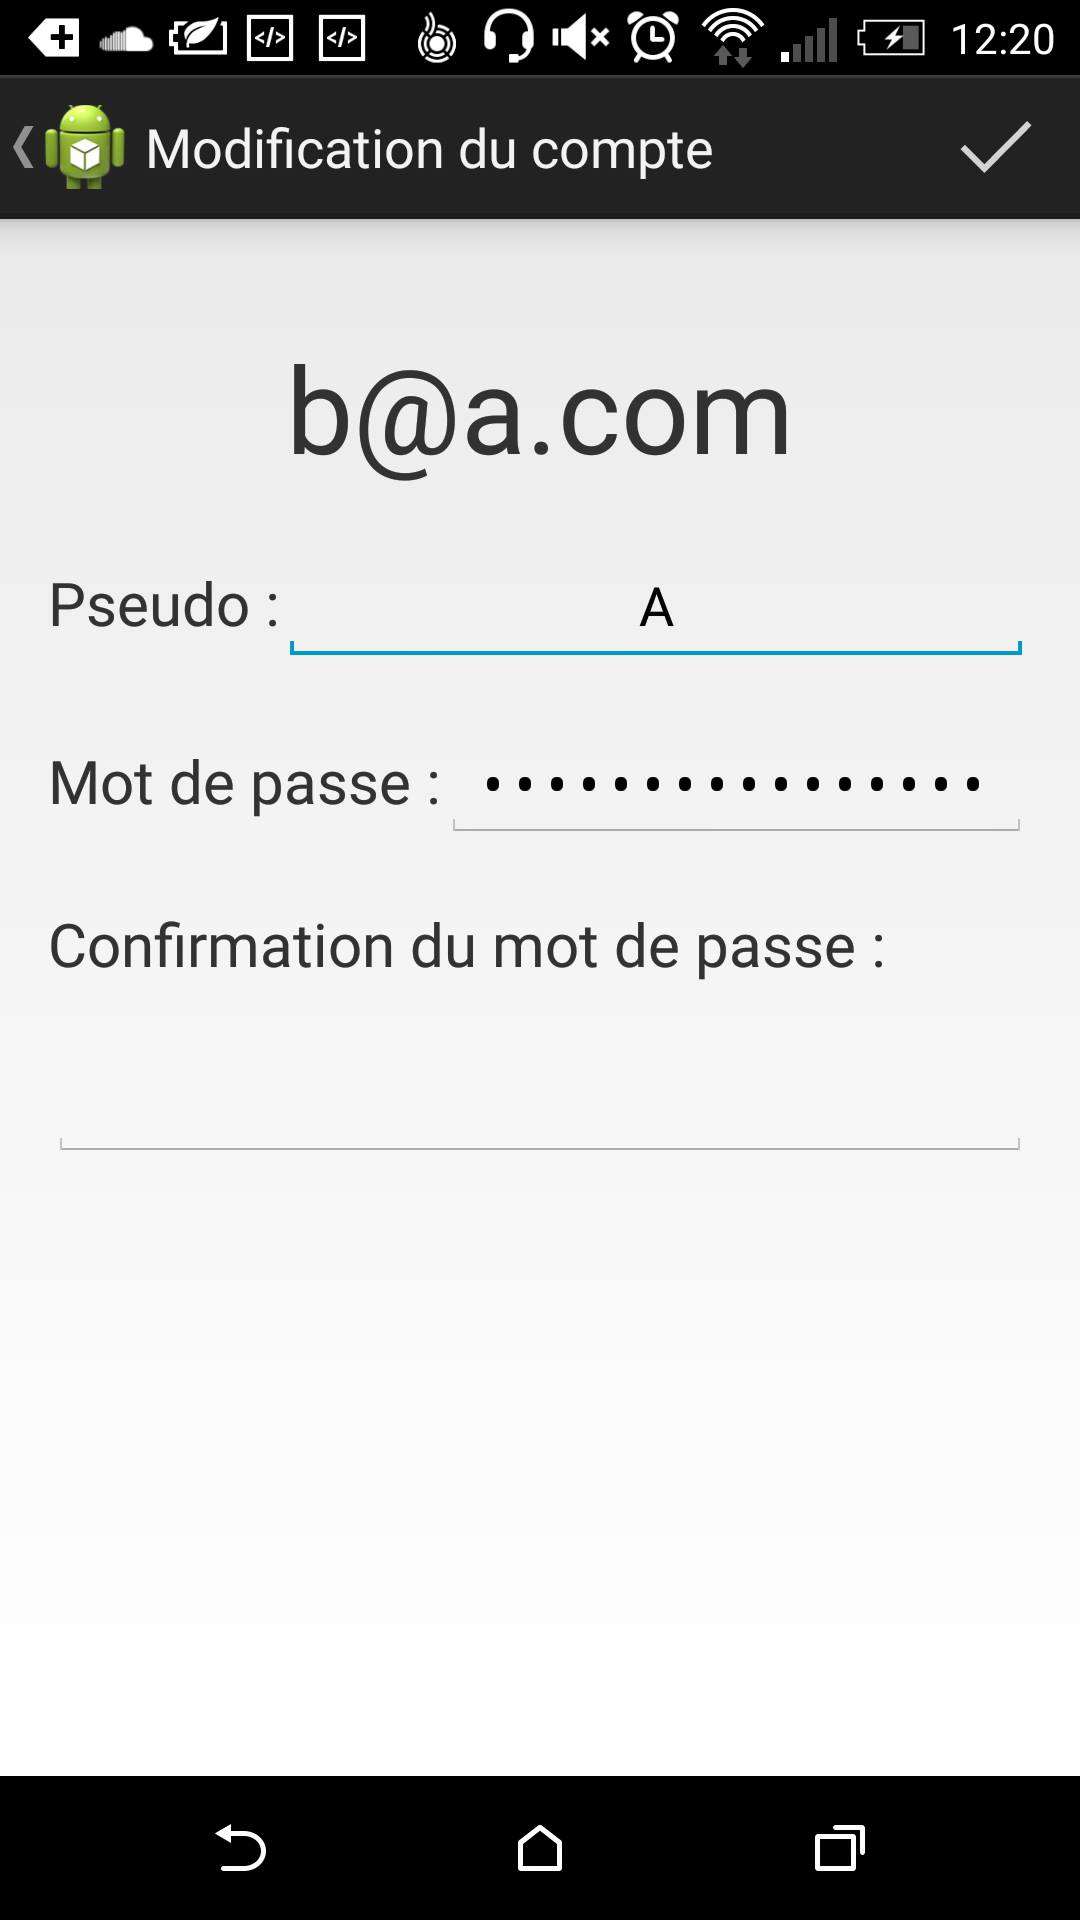 12:20
Modification du compte
b@a.com
Pseudo : A
Mot de passe : ••••••••••••••••
Confirmation du mot de passe :